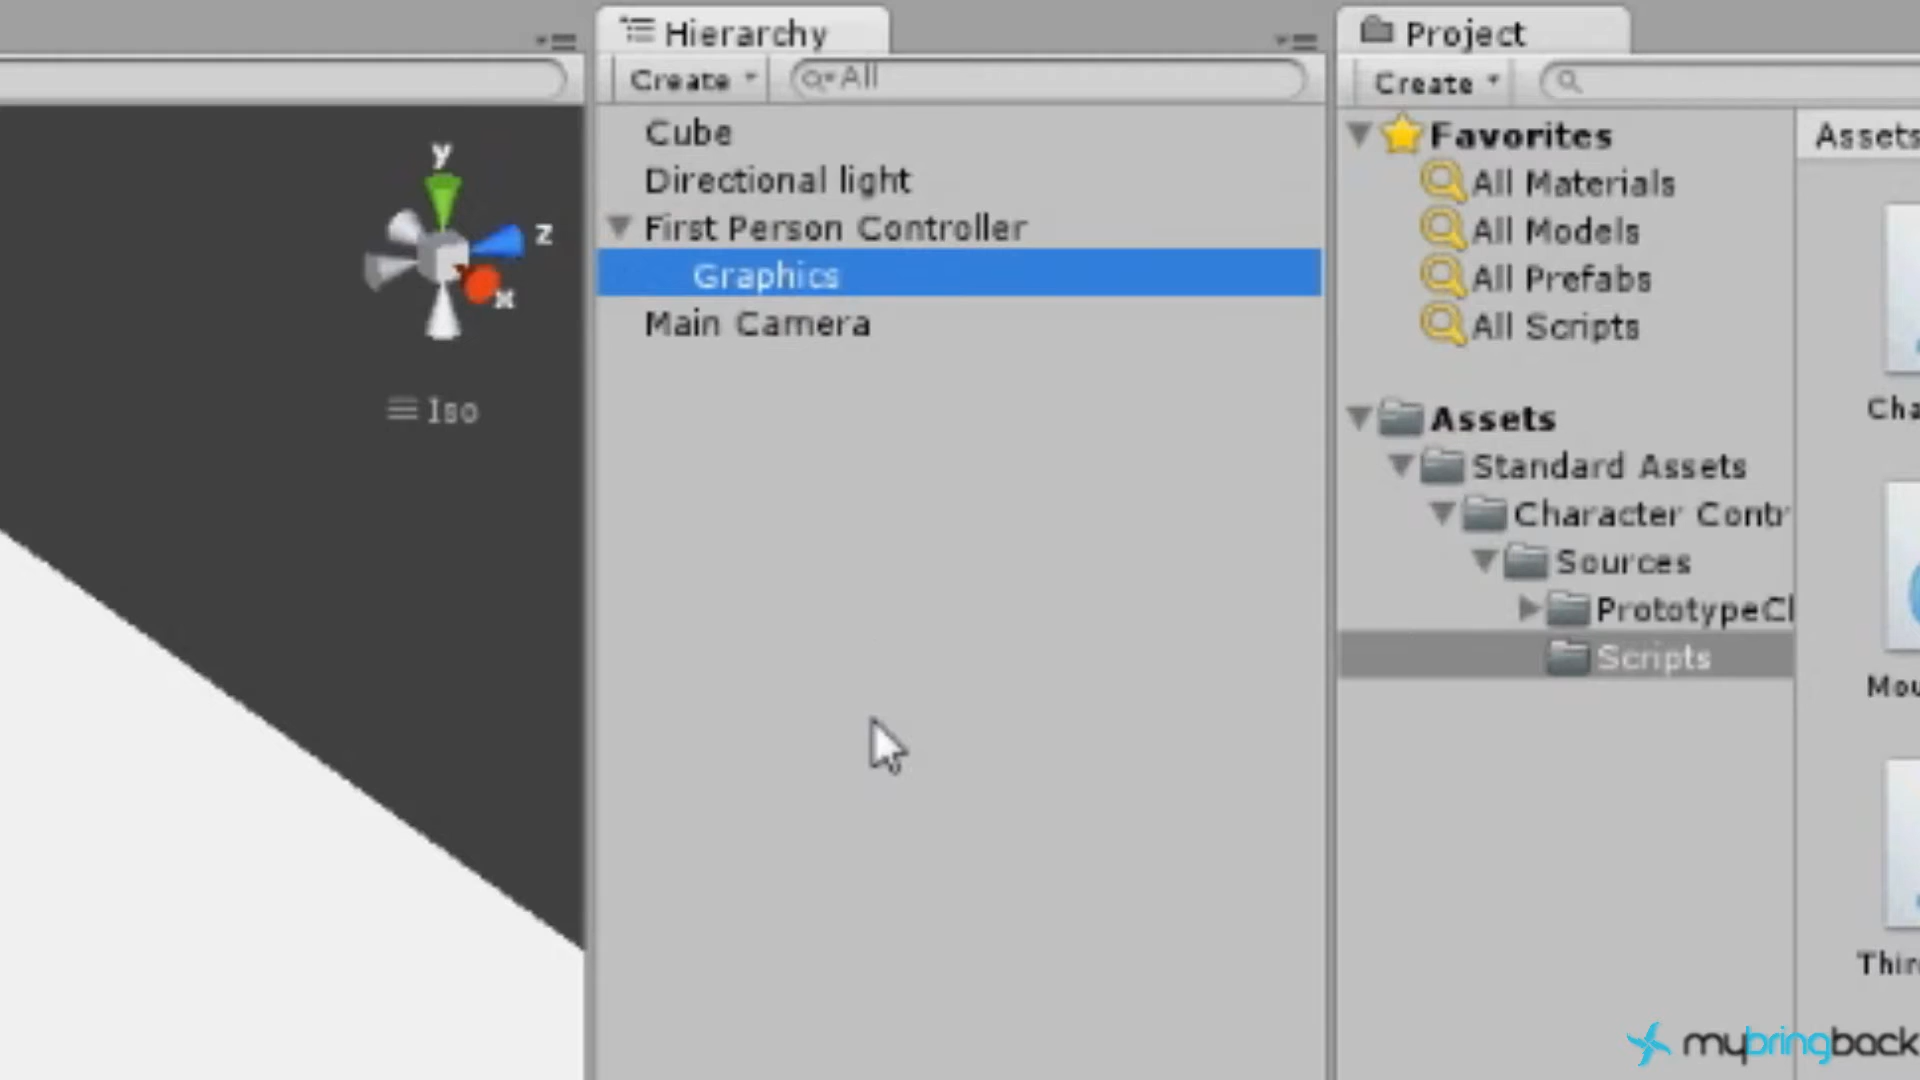 Hierarchy
Create
All
Cube
Directional light
First Person Controller
Graphics
Main Camera
y
z
x
Iso
Project
Create
Favorites
All Materials
All Models
All Prefabs
All Scripts
Assets
Standard Assets
Character Contr
Sources
PrototypeCl
Scripts
Assets
Cha
Mou
Thir
mybringback